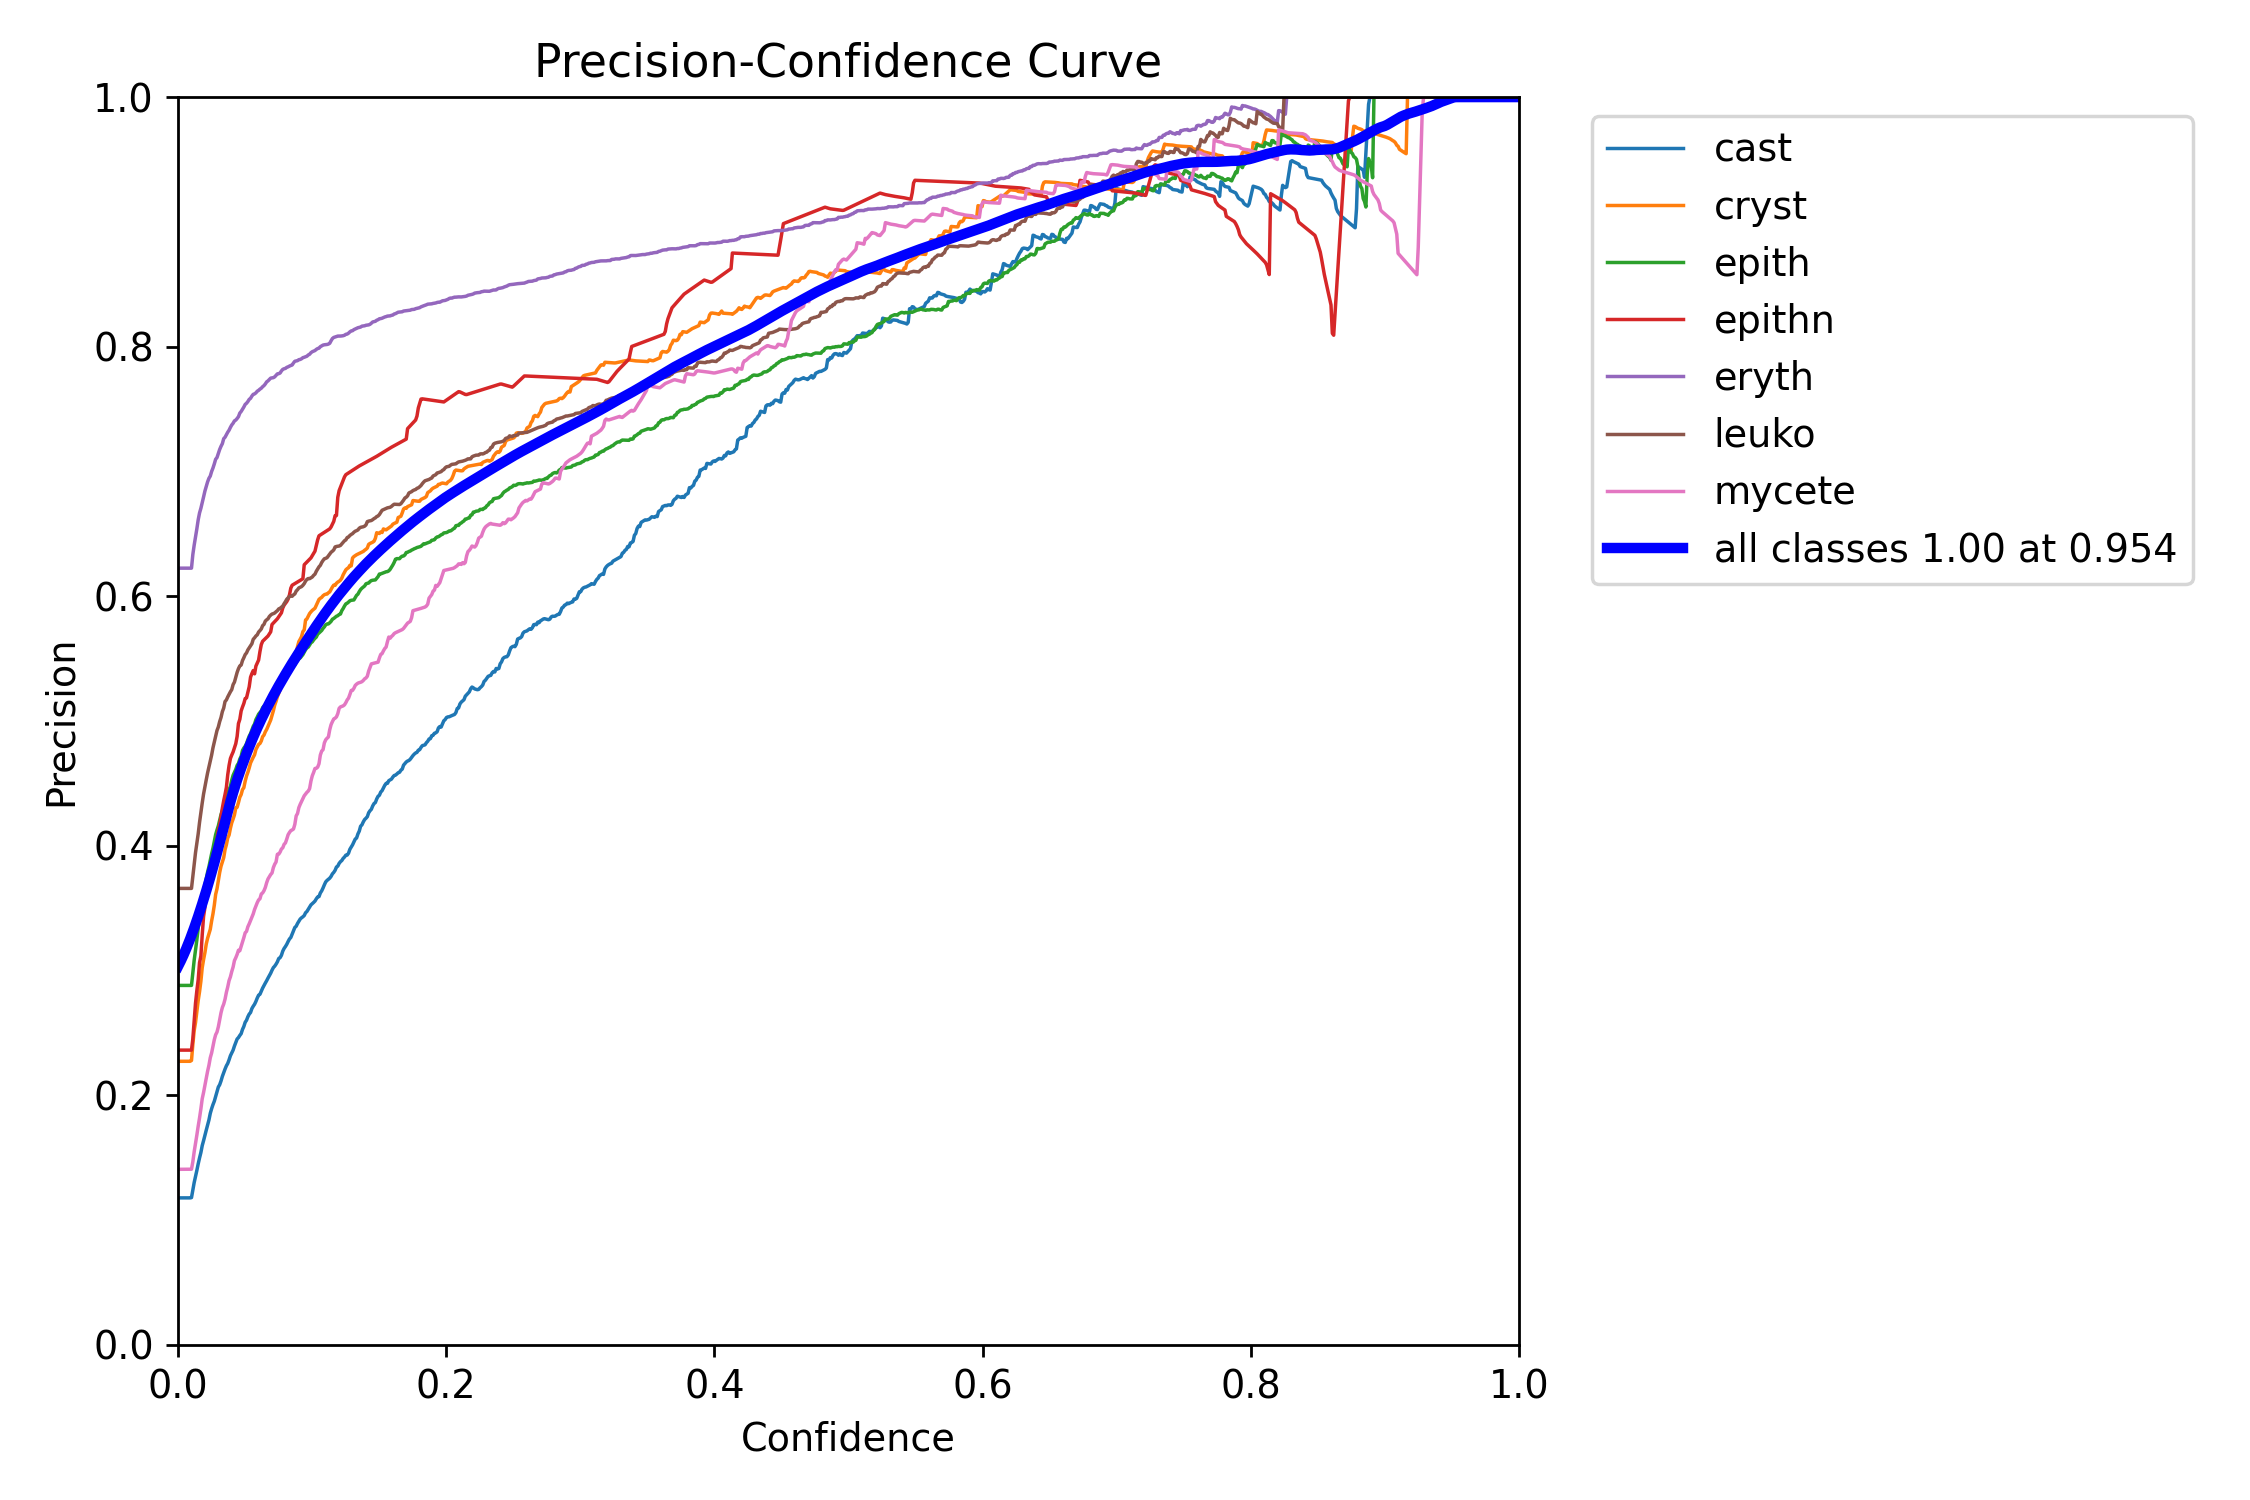 Precision-Confidence Curve
1.0
0.8
0.6
0.4
0.2
0.0
Precision
0.0 0.2 0.4 0.6 0.8 1.0
Confidence
cast
cryst
epith
epithn
eryth
leuko
mycete
all classes 1.00 at 0.954